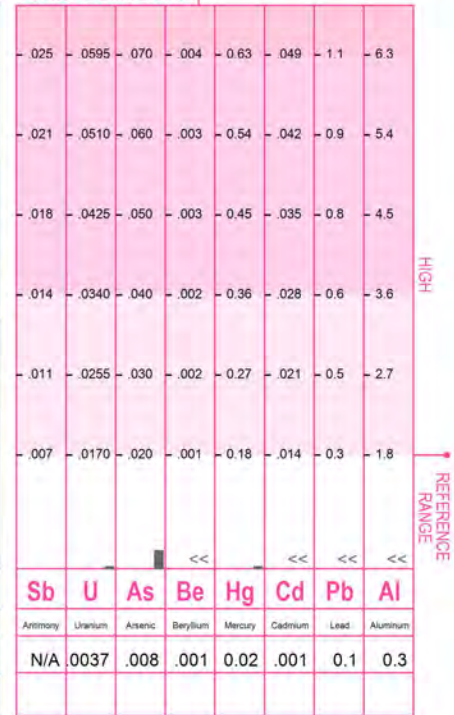 .025 .0595 .070 .004 0.63 .049 1.1 6.3
.021 .0510 .060 .003 0.54 .042 0.9 5.4
.018 .0425 .050 .003 0.45 .035 0.8 4.5
.014 .0340 .040 .002 0.36 .028 0.6 3.6
HIGH
.011 .0255 .030 .002 0.27 .021 0.5 2.7
.007 .0170 .020 .001 0.18 .014 0.3 1.8
REFERENCE
RANGE
<< << << <<
Sb U As Be Hg Cd Pb Al
Antimony Uranium Arsenic Beryllium Mercury Cadmium Lead Aluminum
N/A .0037 .008 .001 0.02 .001 0.1 0.3